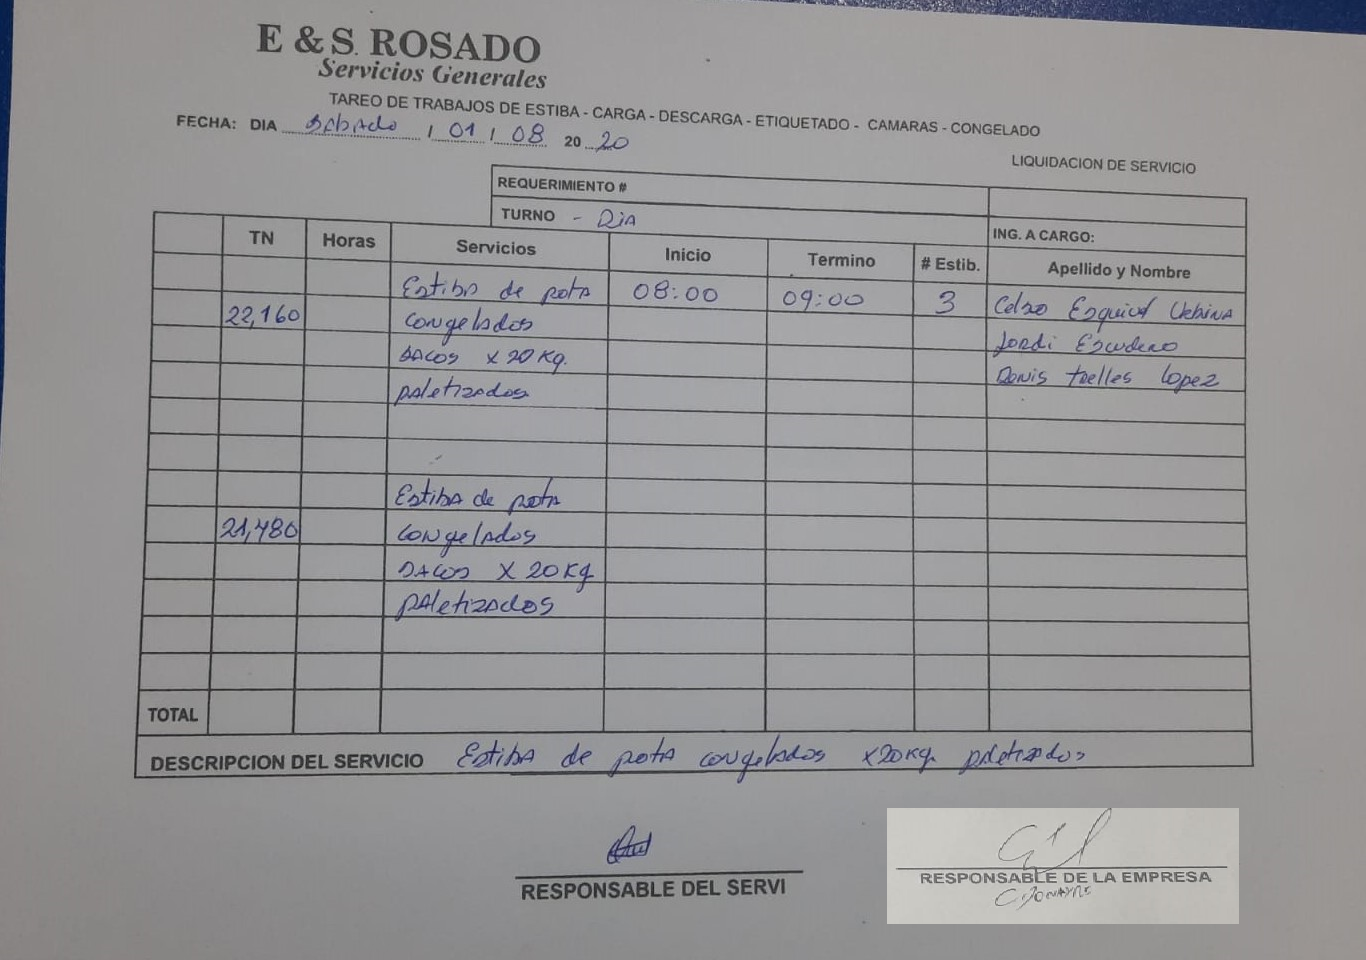 E & S. ROSADO
Servicios Generales
TAREO DE TRABAJOS DE ESTIBA - CARGA - DESCARGA - ETIQUETADO - CAMARAS - CONGELADO
FECHA: DIA Sábado / 01 / 08 20 20
LIQUIDACION DE SERVICIO
REQUERIMIENTO #
TURNO - Dia
ING. A CARGO:
TN Horas Servicios Inicio Termino # Estib. Apellido y Nombre
Estiba de pota 08:00 09:00 3 Celso Esquivel Urbina
22,160 congelados Jordi Escudero
sacos x 20 Kg. Donis trelles Lopez
paletizados
Estiba de pota
21,480 congelados
sacos x 20 Kg
paletizados
TOTAL
DESCRIPCION DEL SERVICIO Estiba de pota congelados x20Kg. paletizados
RESPONSABLE DEL SERVI
RESPONSABLE DE LA EMPRESA